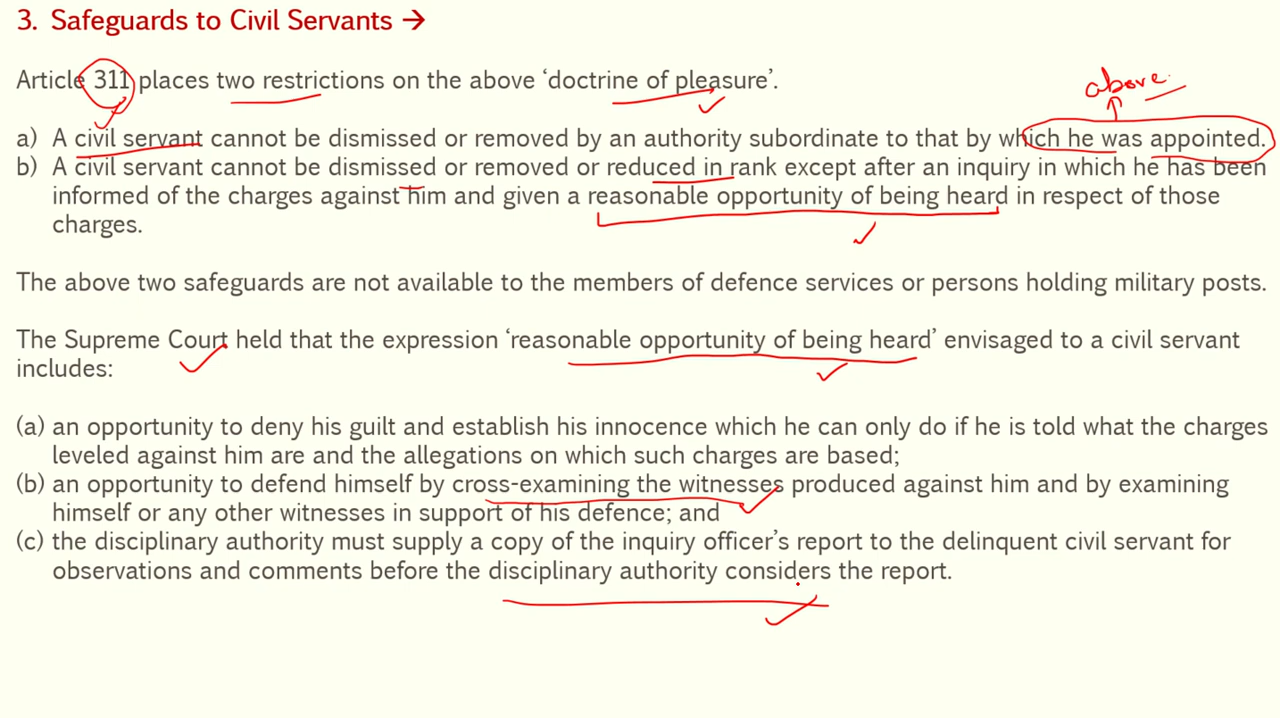 3. Safeguards to Civil Servants →
Article 311 places two restrictions on the above ‘doctrine of pleasure’.
above
a) A civil servant cannot be dismissed or removed by an authority subordinate to that by which he was appointed.
b) A civil servant cannot be dismissed or removed or reduced in rank except after an inquiry in which he has been
informed of the charges against him and given a reasonable opportunity of being heard in respect of those
charges.
The above two safeguards are not available to the members of defence services or persons holding military posts.
The Supreme Court held that the expression ‘reasonable opportunity of being heard’ envisaged to a civil servant
includes:
(a) an opportunity to deny his guilt and establish his innocence which he can only do if he is told what the charges
leveled against him are and the allegations on which such charges are based;
(b) an opportunity to defend himself by cross-examining the witnesses produced against him and by examining
himself or any other witnesses in support of his defence; and
(c) the disciplinary authority must supply a copy of the inquiry officer’s report to the delinquent civil servant for
observations and comments before the disciplinary authority considers the report.